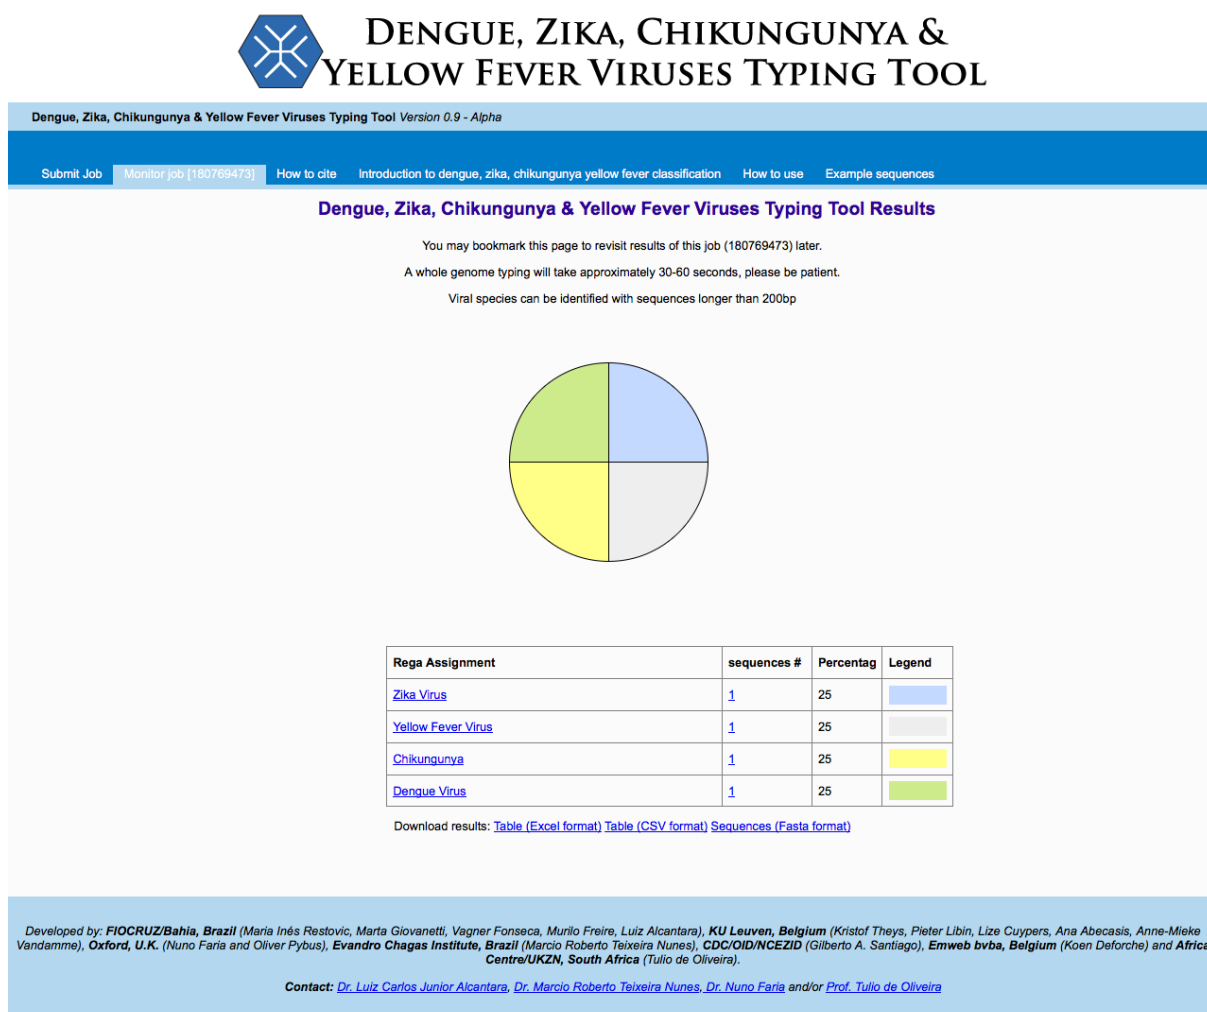 DENGUE, ZIKA, CHIKUNGUNYA &
YELLOW FEVER VIRUSES TYPING TOOL
Dengue, Zika, Chikungunya & Yellow Fever Viruses Typing Tool Version 0.9 - Alpha
Submit Job Monitor job [180769473] How to cite Introduction to dengue, zika, chikungunya yellow fever classification How to use Example sequences
Dengue, Zika, Chikungunya & Yellow Fever Viruses Typing Tool Results
You may bookmark this page to revisit results of this job (180769473) later.
A whole genome typing will take approximately 30-60 seconds, please be patient.
Viral species can be identified with sequences longer than 200bp
Rega Assignment sequences # Percentag Legend
Zika Virus 1 25
Yellow Fever Virus 1 25
Chikungunya 1 25
Dengue Virus 1 25
Download results: Table (Excel format) Table (CSV format) Sequences (Fasta format)
Developed by: FIOCRUZ/Bahia, Brazil (Maria Inés Restovic, Marta Giovanetti, Vagner Fonseca, Murilo Freire, Luiz Alcantara), KU Leuven, Belgium (Kristof Theys, Pieter Libin, Lize Cuypers, Ana Abecasis, Anne-Mieke
Vandamme), Oxford, U.K. (Nuno Faria and Oliver Pybus), Evandro Chagas Institute, Brazil (Marcio Roberto Teixeira Nunes), CDC/OID/NCEZID (Gilberto A. Santiago), Emweb bvba, Belgium (Koen Deforche) and Africa
Centre/UKZN, South Africa (Tulio de Oliveira).
Contact: Dr. Luiz Carlos Junior Alcantara, Dr. Marcio Roberto Teixeira Nunes, Dr. Nuno Faria and/or Prof. Tulio de Oliveira